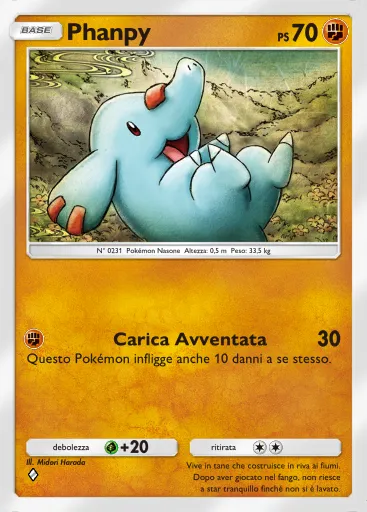 BASE
Phanpy
PS 70
N° 0231 Pokémon Nasone Altezza: 0,5 m Peso: 33,5 kg
Carica Avventata 30
Questo Pokémon infligge anche 10 danni a se stesso.
debolezza +20 ritirata
Ill. Midori Harada
Vive in tane che costruisce in riva ai fiumi.
Dopo aver giocato nel fango, non riesce
a star tranquillo finché non si è lavato.